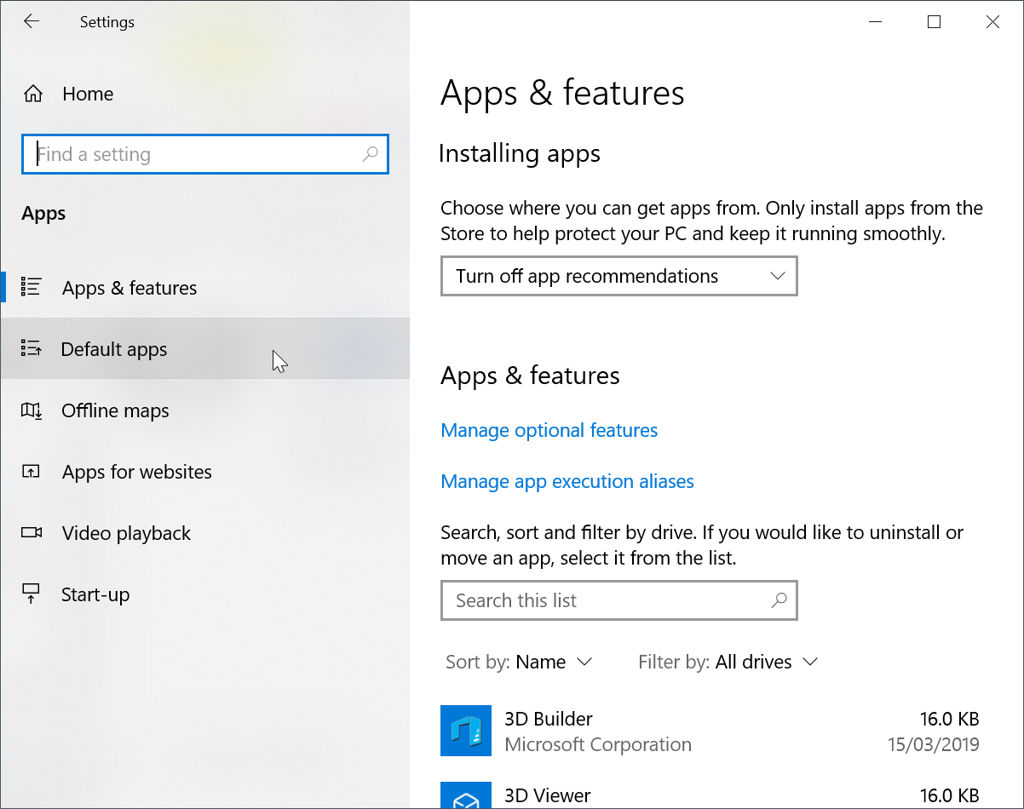 Settings
Home
Find a setting
Apps
Apps & features
Default apps
Offline maps
Apps for websites
Video playback
Start-up
Apps & features
Installing apps
Choose where you can get apps from. Only install apps from the
Store to help protect your PC and keep it running smoothly.
Turn off app recommendations
Apps & features
Manage optional features
Manage app execution aliases
Search, sort and filter by drive. If you would like to uninstall or
move an app, select it from the list.
Search this list
Sort by: Name Filter by: All drives
3D Builder 16.0 KB
Microsoft Corporation 15/03/2019
3D Viewer 16.0 KB